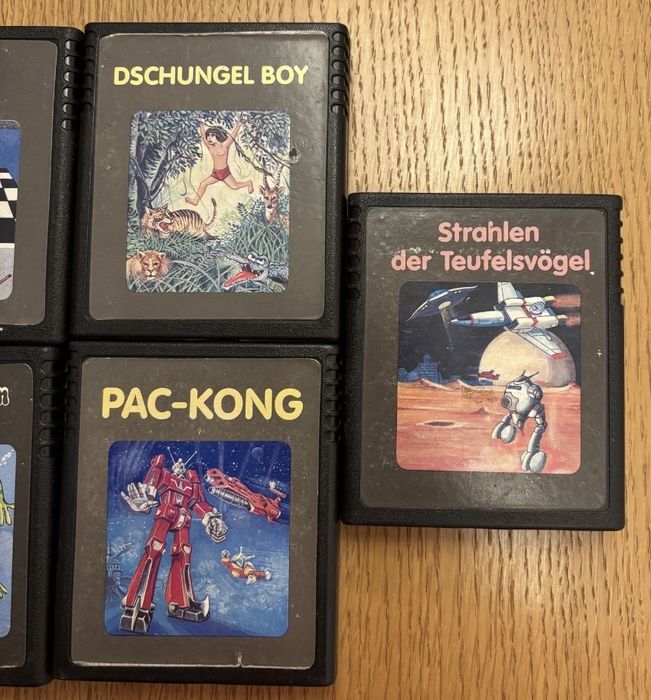 DSCHUNGEL BOY
Strahlen
der Teufelsvögel
PAC-KONG